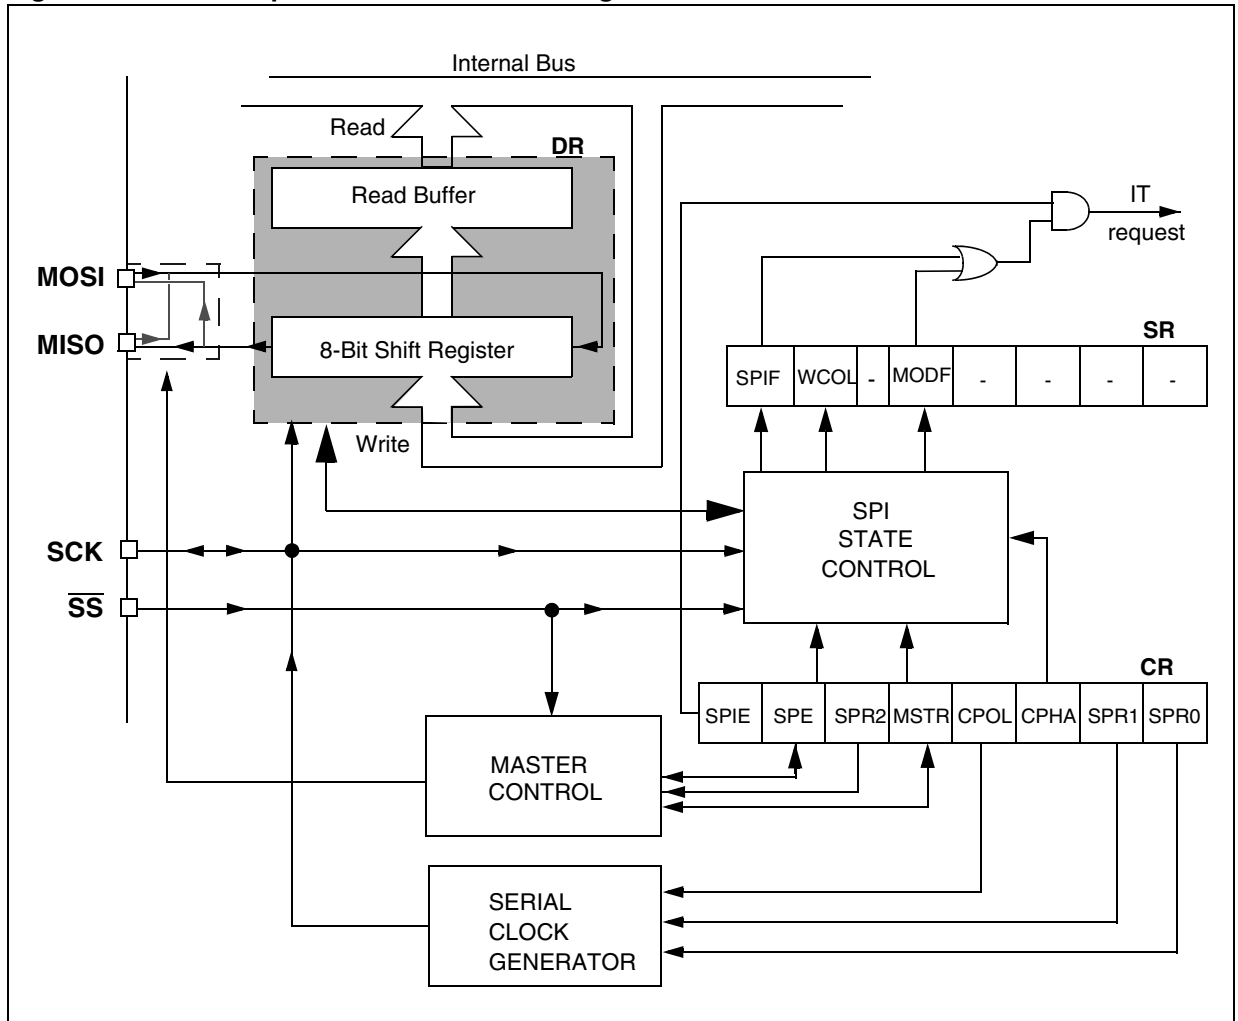 Internal Bus
Read
DR
Read Buffer
IT
request
MOSI
MISO
8-Bit Shift Register
SR
SPIF WCOL - MODF - - - -
Write
SPI
STATE
CONTROL
SCK
SS
CR
SPIE SPE SPR2 MSTR CPOL CPHA SPR1 SPR0
MASTER
CONTROL
SERIAL
CLOCK
GENERATOR